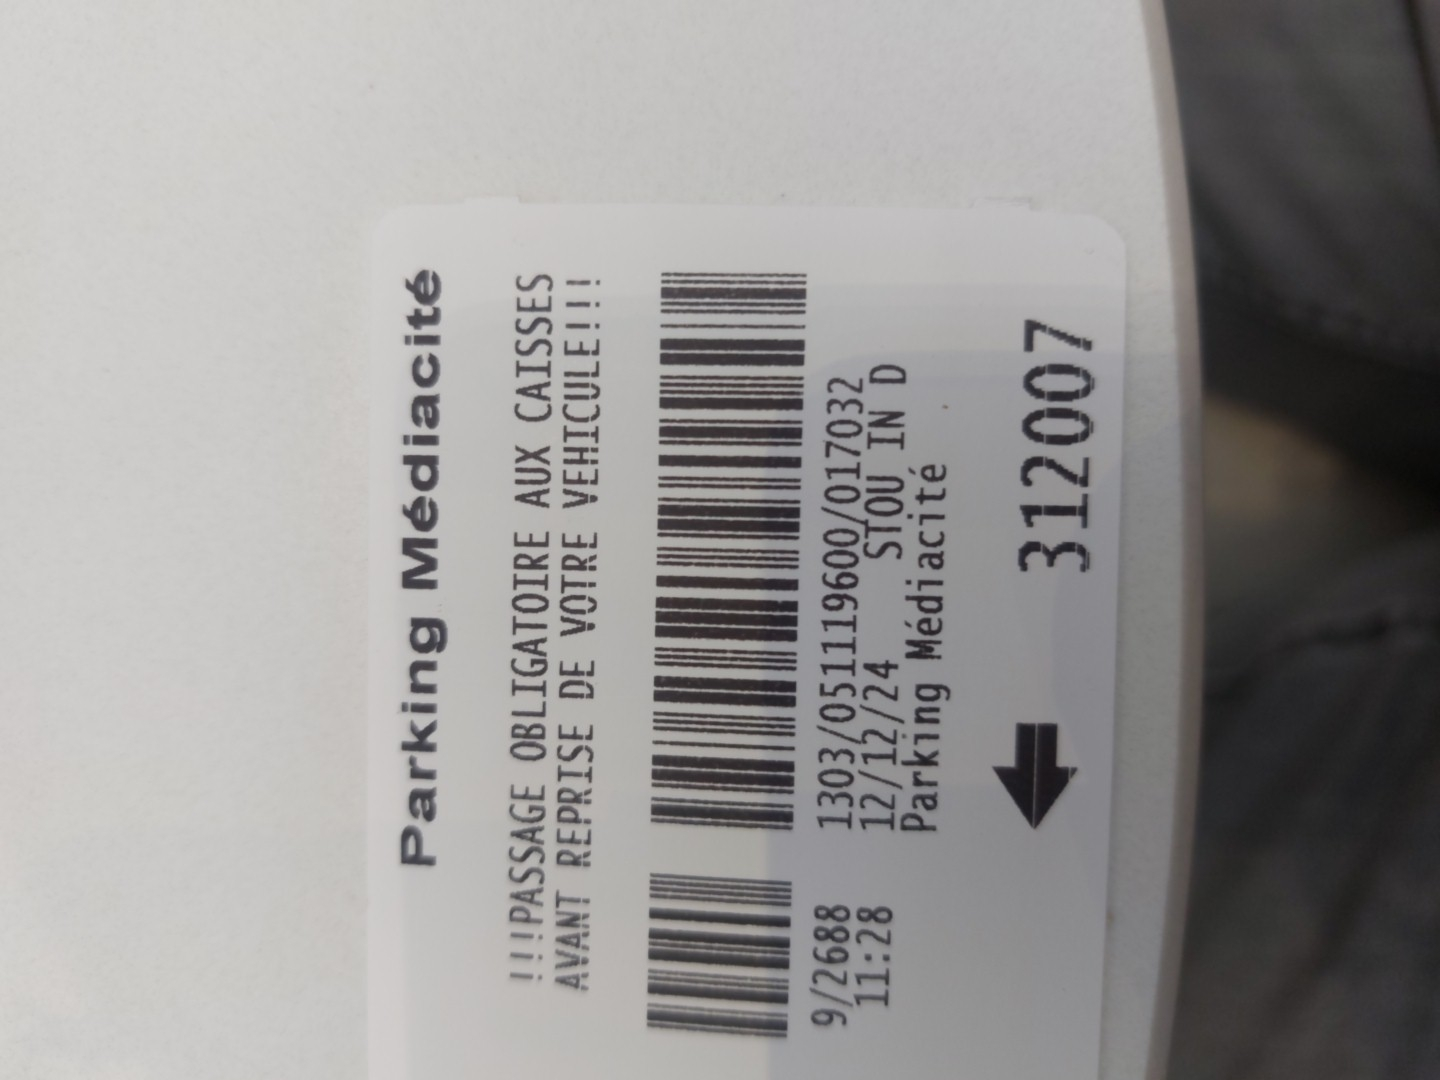 Parking Médiacité
!!!PASSAGE OBLIGATOIRE AUX CAISSES
AVANT REPRISE DE VOTRE VEHICULE!!!
9/2688 1303/051119600/017032
11:28 12/12/24 STOU IN D
Parking Médiacité
312007